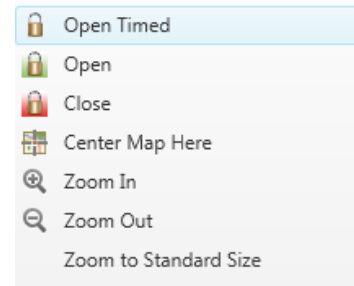 Open Timed
Open
Close
Center Map Here
Zoom In
Zoom Out
Zoom to Standard Size